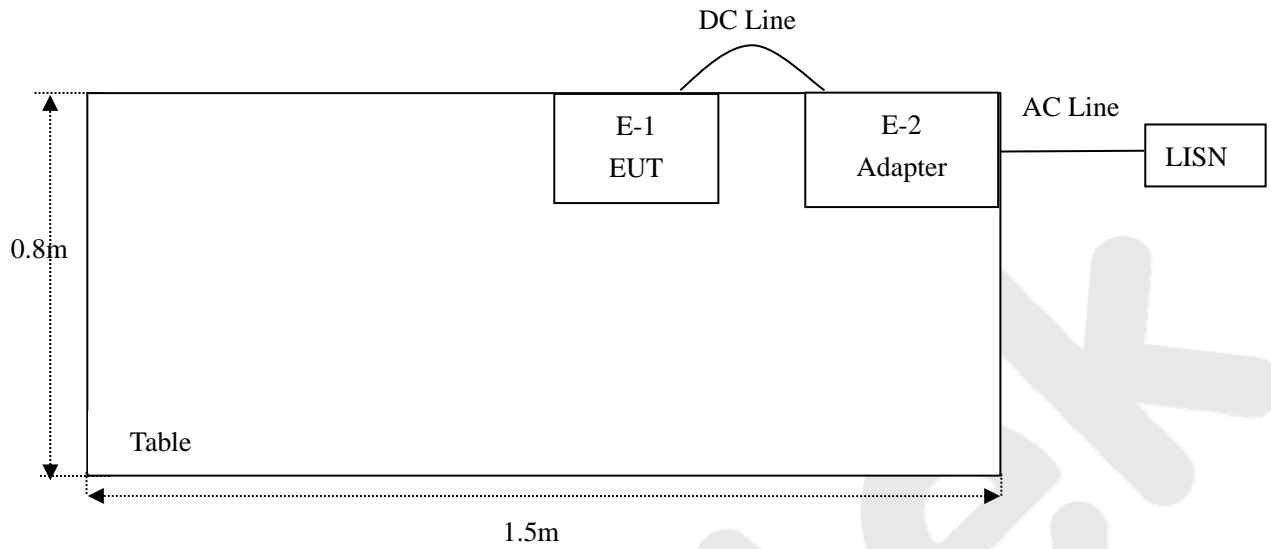 DC Line
E-1
EUT
E-2
Adapter
AC Line
LISN
0.8m
Table
1.5m